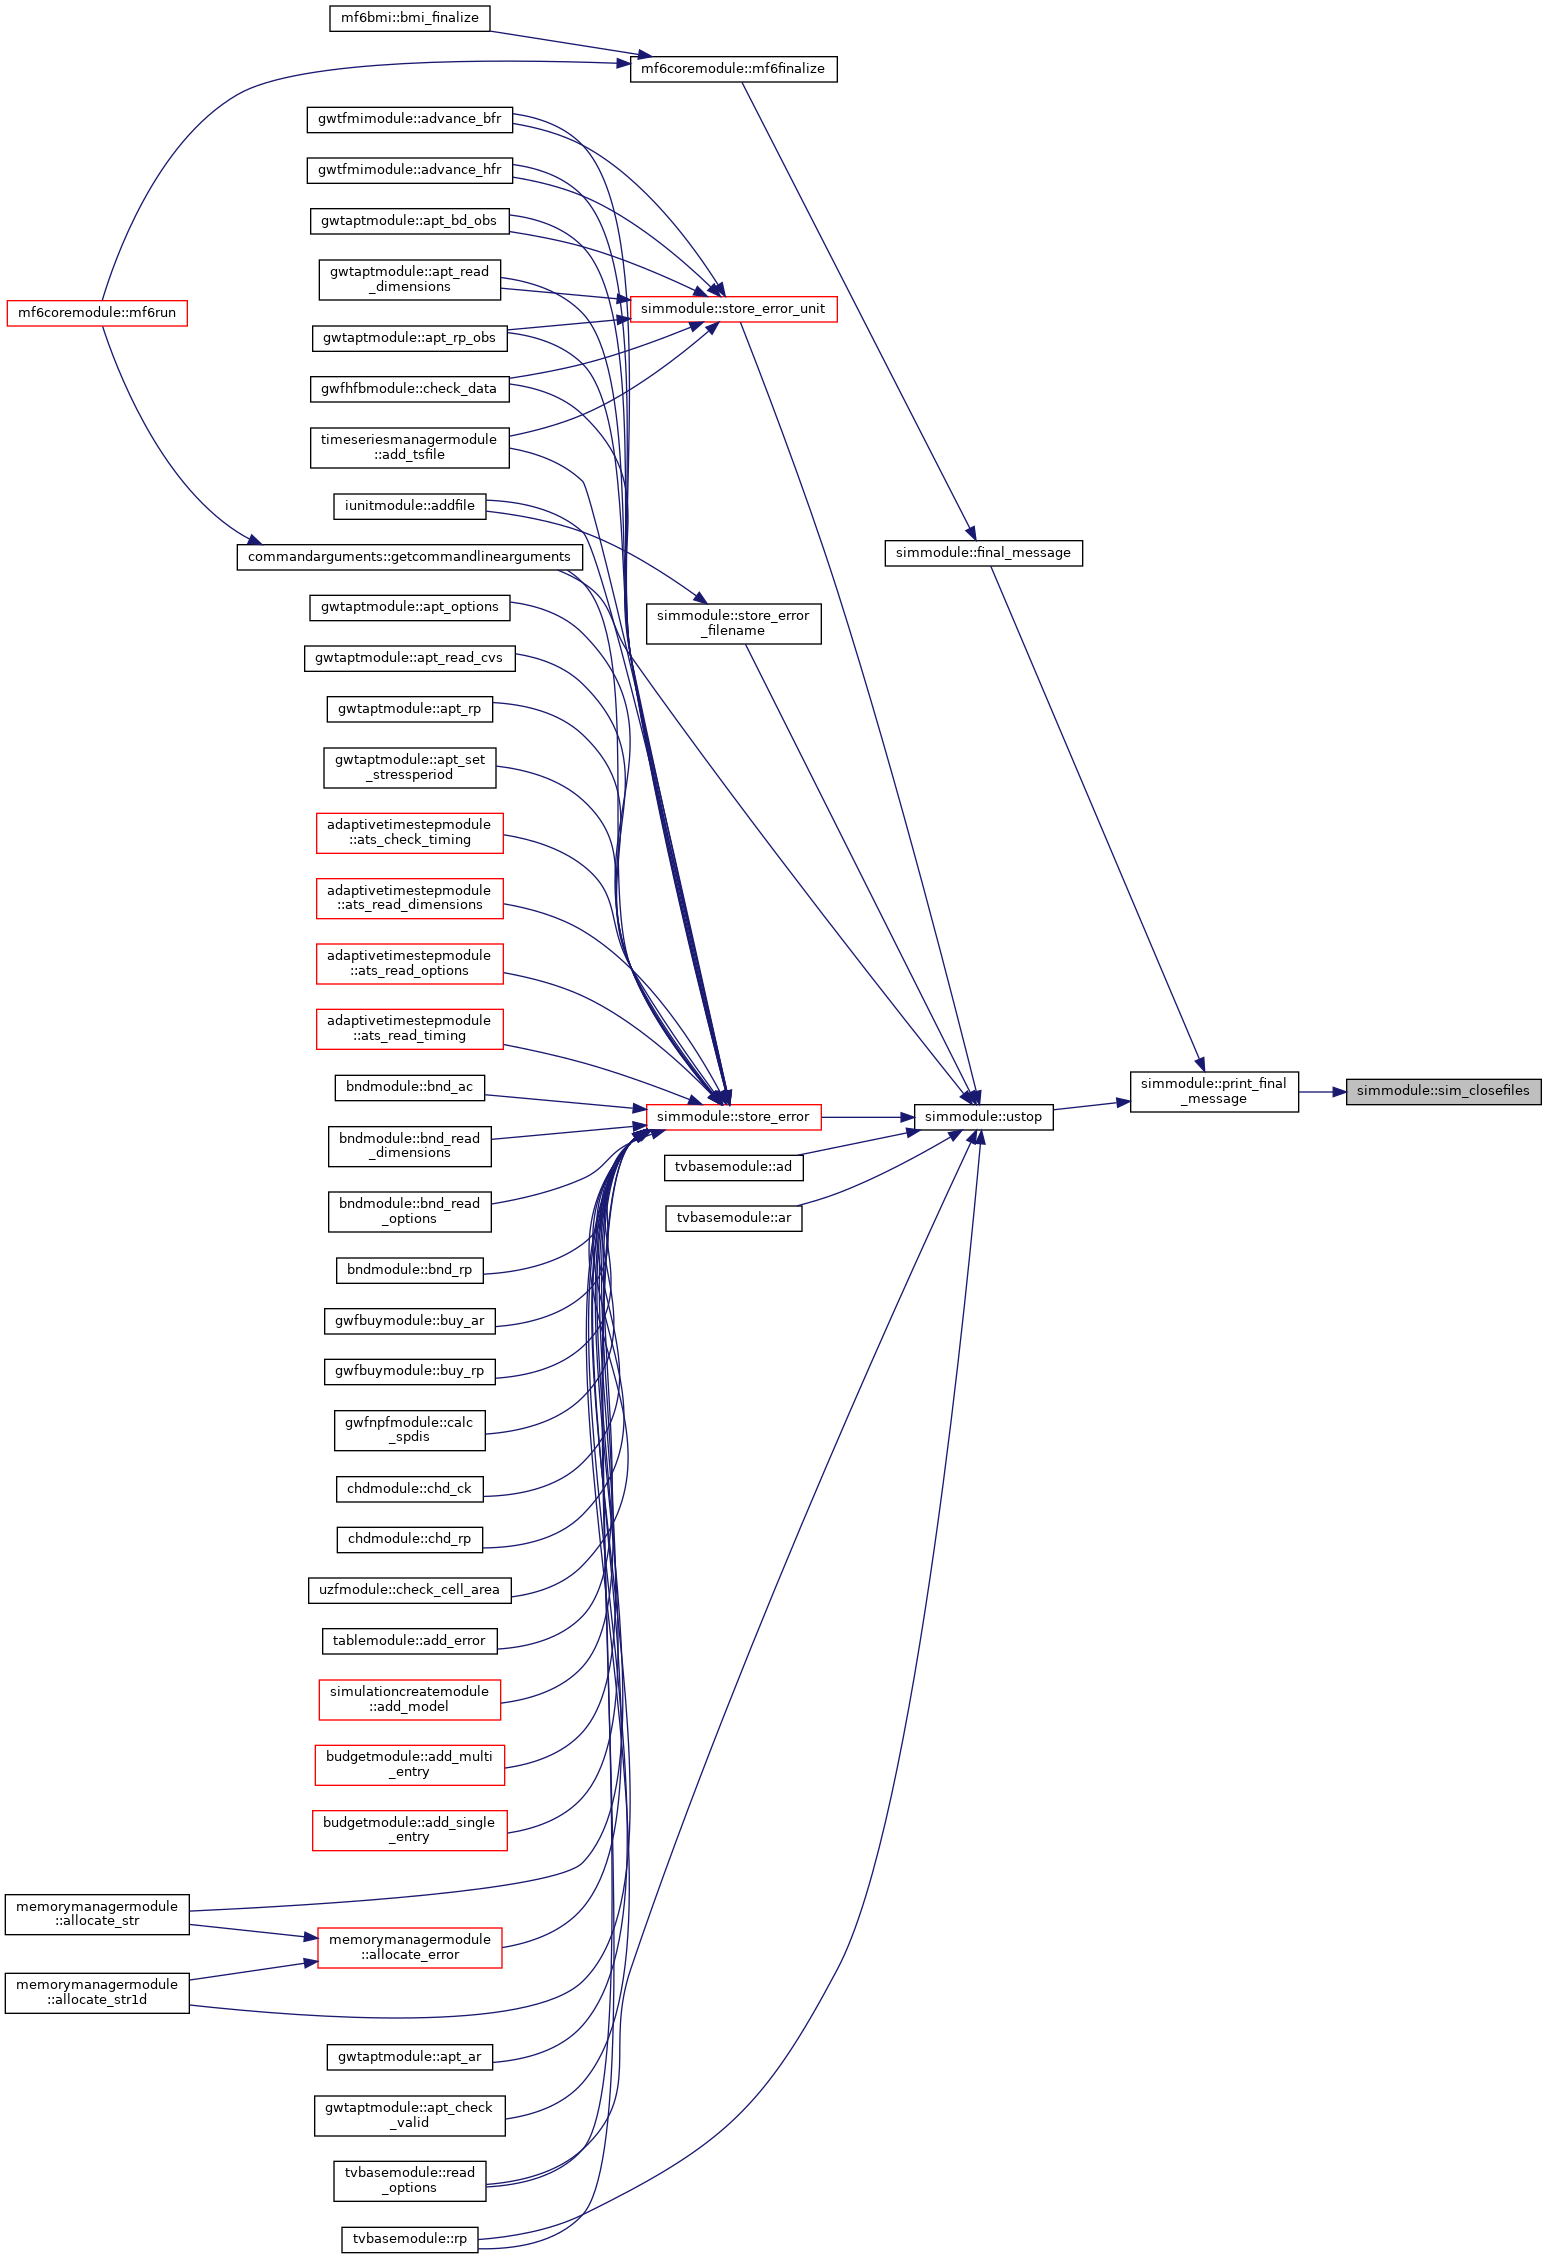 mf6bmi::bmi_finalize
mf6coremodule::mf6finalize
gwtfmimodule::advance_bfr
gwtfmimodule::advance_hfr
gwtaptmodule::apt_bd_obs
gwtaptmodule::apt_read
_dimensions
mf6coremodule::mf6run
simmodule::store_error_unit
gwtaptmodule::apt_rp_obs
gwfhfbmodule::check_data
timeseriesmanagermodule
::add_tsfile
iunitmodule::addfile
commandarguments::getcommandlinearguments
simmodule::final_message
gwtaptmodule::apt_options
simmodule::store_error
_filename
gwtaptmodule::apt_read_cvs
gwtaptmodule::apt_rp
gwtaptmodule::apt_set
_stressperiod
adaptivetimestepmodule
::ats_check_timing
adaptivetimestepmodule
::ats_read_dimensions
adaptivetimestepmodule
::ats_read_options
adaptivetimestepmodule
::ats_read_timing
bndmodule::bnd_ac
simmodule::store_error
simmodule::ustop
simmodule::print_final
_message
simmodule::sim_closefiles
bndmodule::bnd_read
_dimensions
tvbasemodule::ad
bndmodule::bnd_read
_options
tvbasemodule::ar
bndmodule::bnd_rp
gwfbuymodule::buy_ar
gwfbuymodule::buy_rp
gwfnpfmodule::calc
_spdis
chdmodule::chd_ck
chdmodule::chd_rp
uzfmodule::check_cell_area
tablemodule::add_error
simulationcreatemodule
::add_model
budgetmodule::add_multi
_entry
budgetmodule::add_single
_entry
memorymanagermodule
::allocate_str
memorymanagermodule
::allocate_error
memorymanagermodule
::allocate_str1d
gwtaptmodule::apt_ar
gwtaptmodule::apt_check
_valid
tvbasemodule::read
_options
tvbasemodule::rp